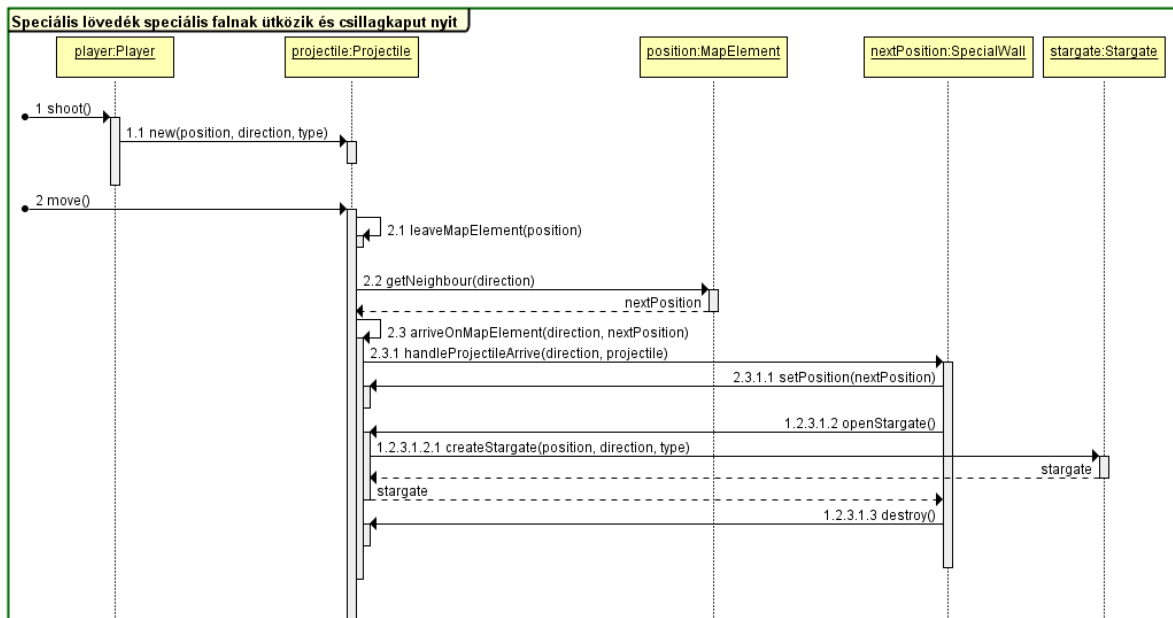 Speciális lövedék speciális falnak ütközik és csillagkaput nyit
player:Player
projectile:Projectile
position:MapElement
nextPosition:SpecialWall
stargate:Stargate
1 shoot()
1.1 new(position, direction, type)
2 move()
2.1 leaveMapElement(position)
2.2 getNeighbour(direction)
nextPosition
2.3 arriveOnMapElement(direction, nextPosition)
2.3.1 handleProjectileArrive(direction, projectile)
2.3.1.1 setPosition(nextPosition)
1.2.3.1.2 openStargate()
1.2.3.1.2.1 createStargate(position, direction, type)
stargate
stargate
1.2.3.1.3 destroy()